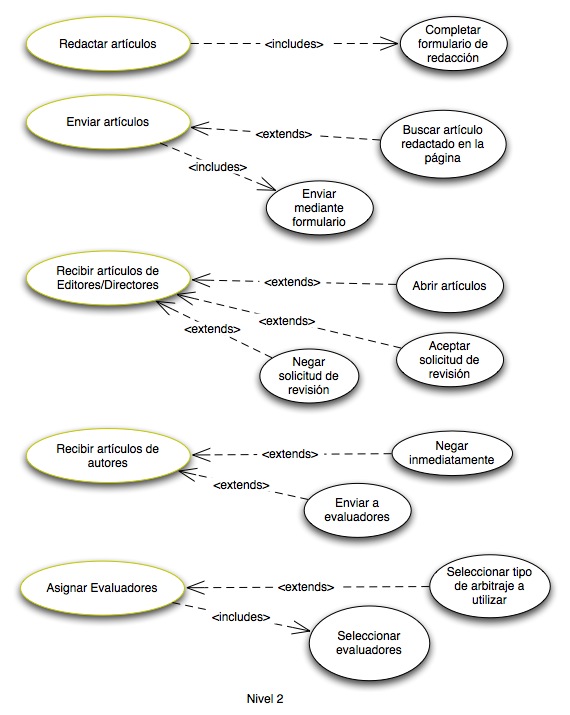 Redactar artículos
<includes>
Completar
formulario de
redacción
Enviar artículos
<extends>
Buscar artículo
redactado en la
página
<includes>
Enviar
mediante
formulario
Recibir artículos de
Editores/Directores
<extends>
Abrir artículos
<extends>
Aceptar
solicitud de
revisión
<extends>
Negar
solicitud de
revisión
Recibir artículos de
autores
<extends>
Negar
inmediatamente
<extends>
Enviar a
evaluadores
Asignar Evaluadores
<extends>
Seleccionar tipo
de arbitraje a
utilizar
<includes>
Seleccionar
evaluadores
Nivel 2